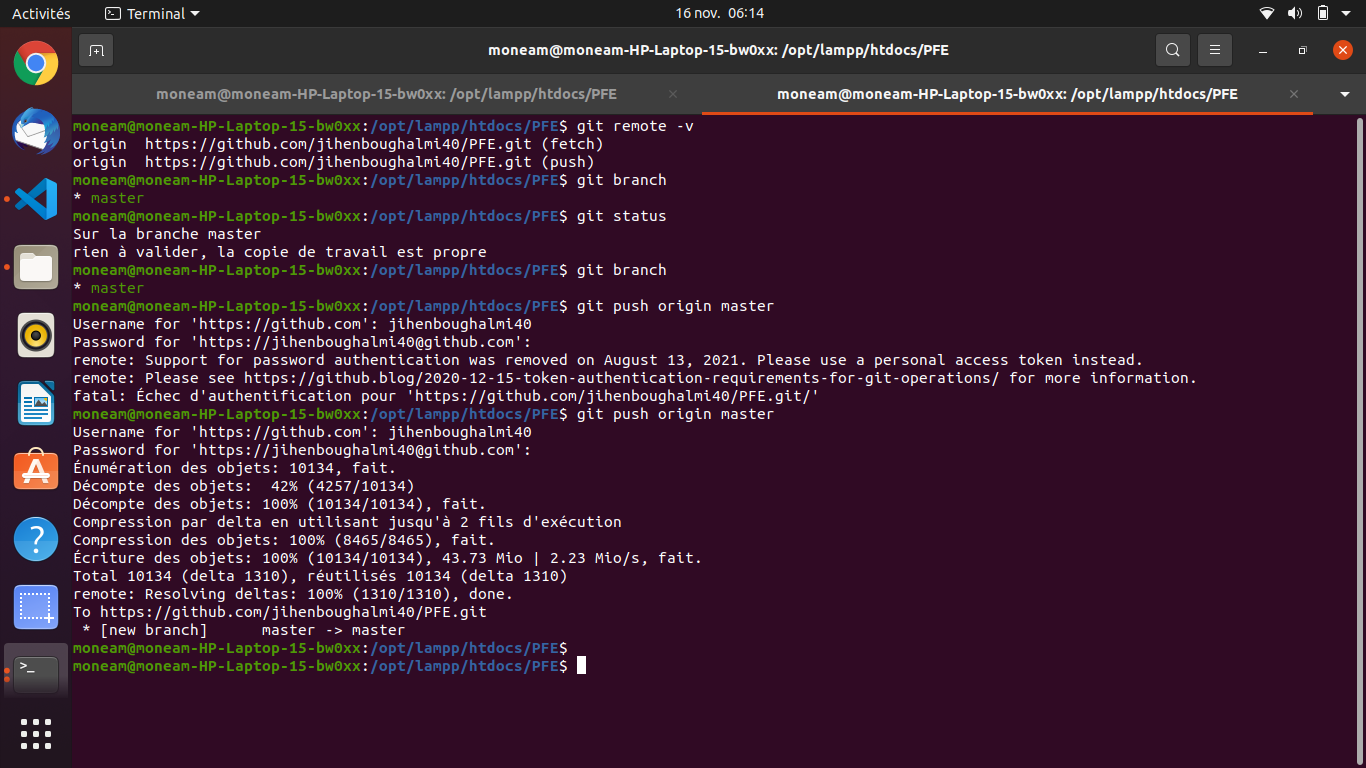 Activités
Terminal
16 nov. 06:14
moneam@moneam-HP-Laptop-15-bw0xx: /opt/lampp/htdocs/PFE
moneam@moneam-HP-Laptop-15-bw0xx: /opt/lampp/htdocs/PFE
moneam@moneam-HP-Laptop-15-bw0xx: /opt/lampp/htdocs/PFE
moneam@moneam-HP-Laptop-15-bw0xx:/opt/lampp/htdocs/PFE$ git remote -v
origin  https://github.com/jihenboughalmi40/PFE.git (fetch)
origin  https://github.com/jihenboughalmi40/PFE.git (push)
moneam@moneam-HP-Laptop-15-bw0xx:/opt/lampp/htdocs/PFE$ git branch
* master
moneam@moneam-HP-Laptop-15-bw0xx:/opt/lampp/htdocs/PFE$ git status
Sur la branche master
rien à valider, la copie de travail est propre
moneam@moneam-HP-Laptop-15-bw0xx:/opt/lampp/htdocs/PFE$ git branch
* master
moneam@moneam-HP-Laptop-15-bw0xx:/opt/lampp/htdocs/PFE$ git push origin master
Username for 'https://github.com': jihenboughalmi40
Password for 'https://jihenboughalmi40@github.com':
remote: Support for password authentication was removed on August 13, 2021. Please use a personal access token instead.
remote: Please see https://github.blog/2020-12-15-token-authentication-requirements-for-git-operations/ for more information.
fatal: Échec d'authentification pour 'https://github.com/jihenboughalmi40/PFE.git/'
moneam@moneam-HP-Laptop-15-bw0xx:/opt/lampp/htdocs/PFE$ git push origin master
Username for 'https://github.com': jihenboughalmi40
Password for 'https://jihenboughalmi40@github.com':
Énumération des objets: 10134, fait.
Décompte des objets:  42% (4257/10134)
Décompte des objets: 100% (10134/10134), fait.
Compression par delta en utilisant jusqu'à 2 fils d'exécution
Compression des objets: 100% (8465/8465), fait.
Écriture des objets: 100% (10134/10134), 43.73 Mio | 2.23 Mio/s, fait.
Total 10134 (delta 1310), réutilisés 10134 (delta 1310)
remote: Resolving deltas: 100% (1310/1310), done.
To https://github.com/jihenboughalmi40/PFE.git
 * [new branch]      master -> master
moneam@moneam-HP-Laptop-15-bw0xx:/opt/lampp/htdocs/PFE$
moneam@moneam-HP-Laptop-15-bw0xx:/opt/lampp/htdocs/PFE$